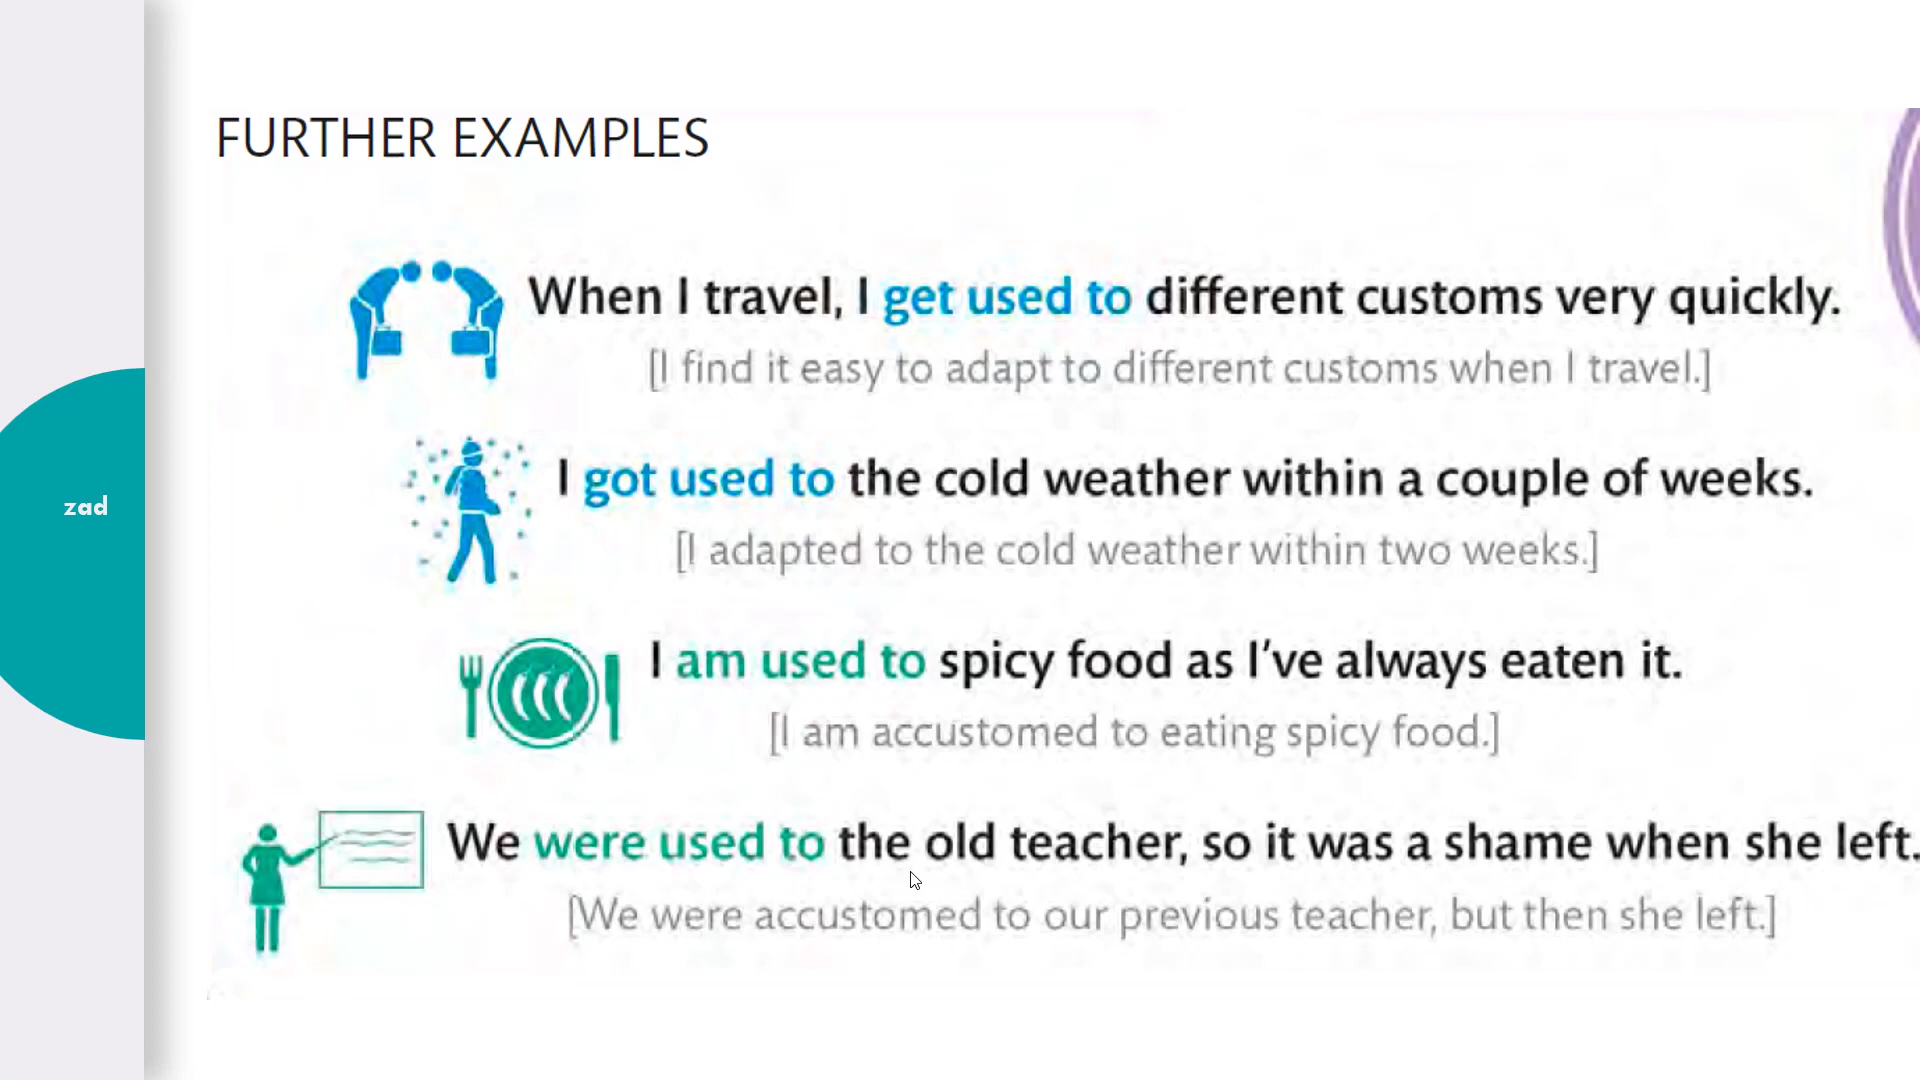 FURTHER EXAMPLES
When I travel, I get used to different customs very quickly.
[I find it easy to adapt to different customs when I travel.]
I got used to the cold weather within a couple of weeks.
[I adapted to the cold weather within two weeks.]
zad
I am used to spicy food as I've always eaten it.
[I am accustomed to eating spicy food.]
We were used to the old teacher, so it was a shame when she left.
[We were accustomed to our previous teacher, but then she left.]